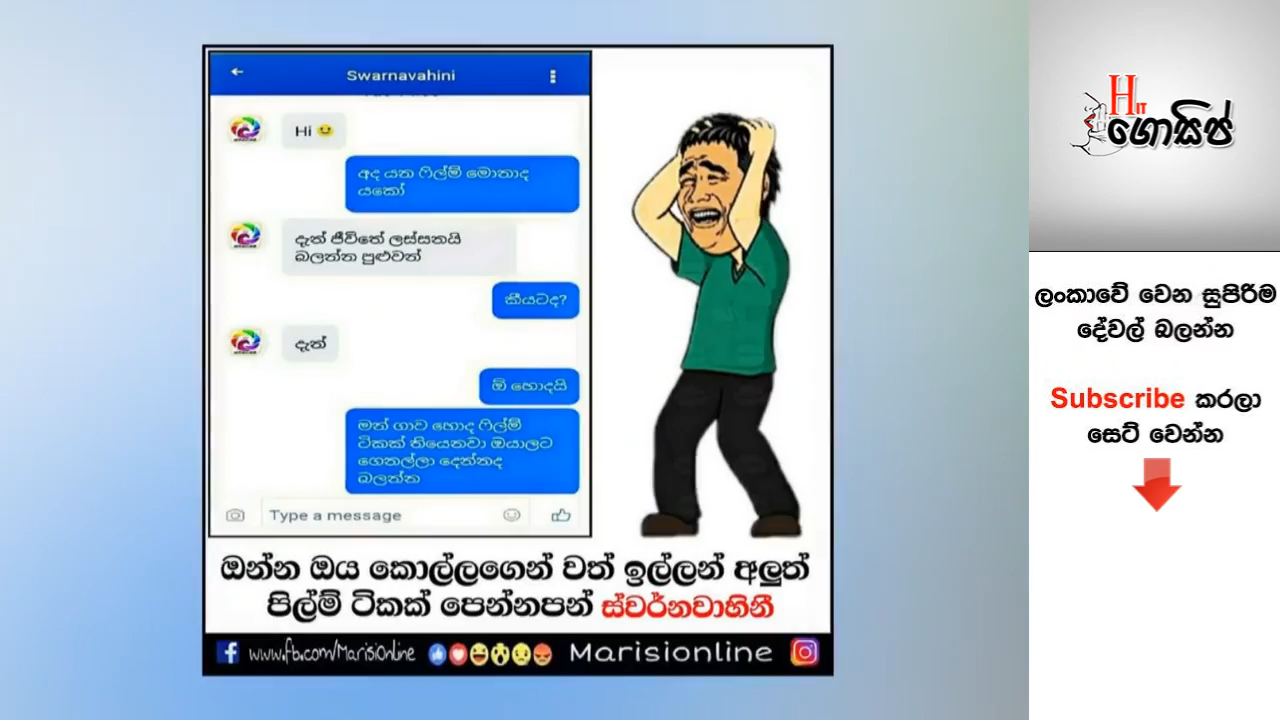 Swarnavahini
Hi
අද යන ෆිල්ම් මොනාද
යකෝ
දැන් ජීවිතේ ලස්සනයි
බලන්න පුළුවන්
කීයටද?
දැන්
ඕ හොදයි
මන් ගාව හොද ෆිල්ම්
ටිකක් තියෙනවා ඔයාලට
ගෙනල්ලා දෙන්නද
බලන්න
Type a message
ඔන්න ඔය කොල්ලගෙන් වත් ඉල්ලන් අලුත්
පිල්ම් ටිකක් පෙන්නපන් ස්වර්නවාහිනී
www.fb.com/MarisiOnline
Marisionline
HIT
ගොසිප්
ලංකාවේ වෙන සුපිරිම
දේවල් බලන්න
Subscribe කරලා
සෙට් වෙන්න